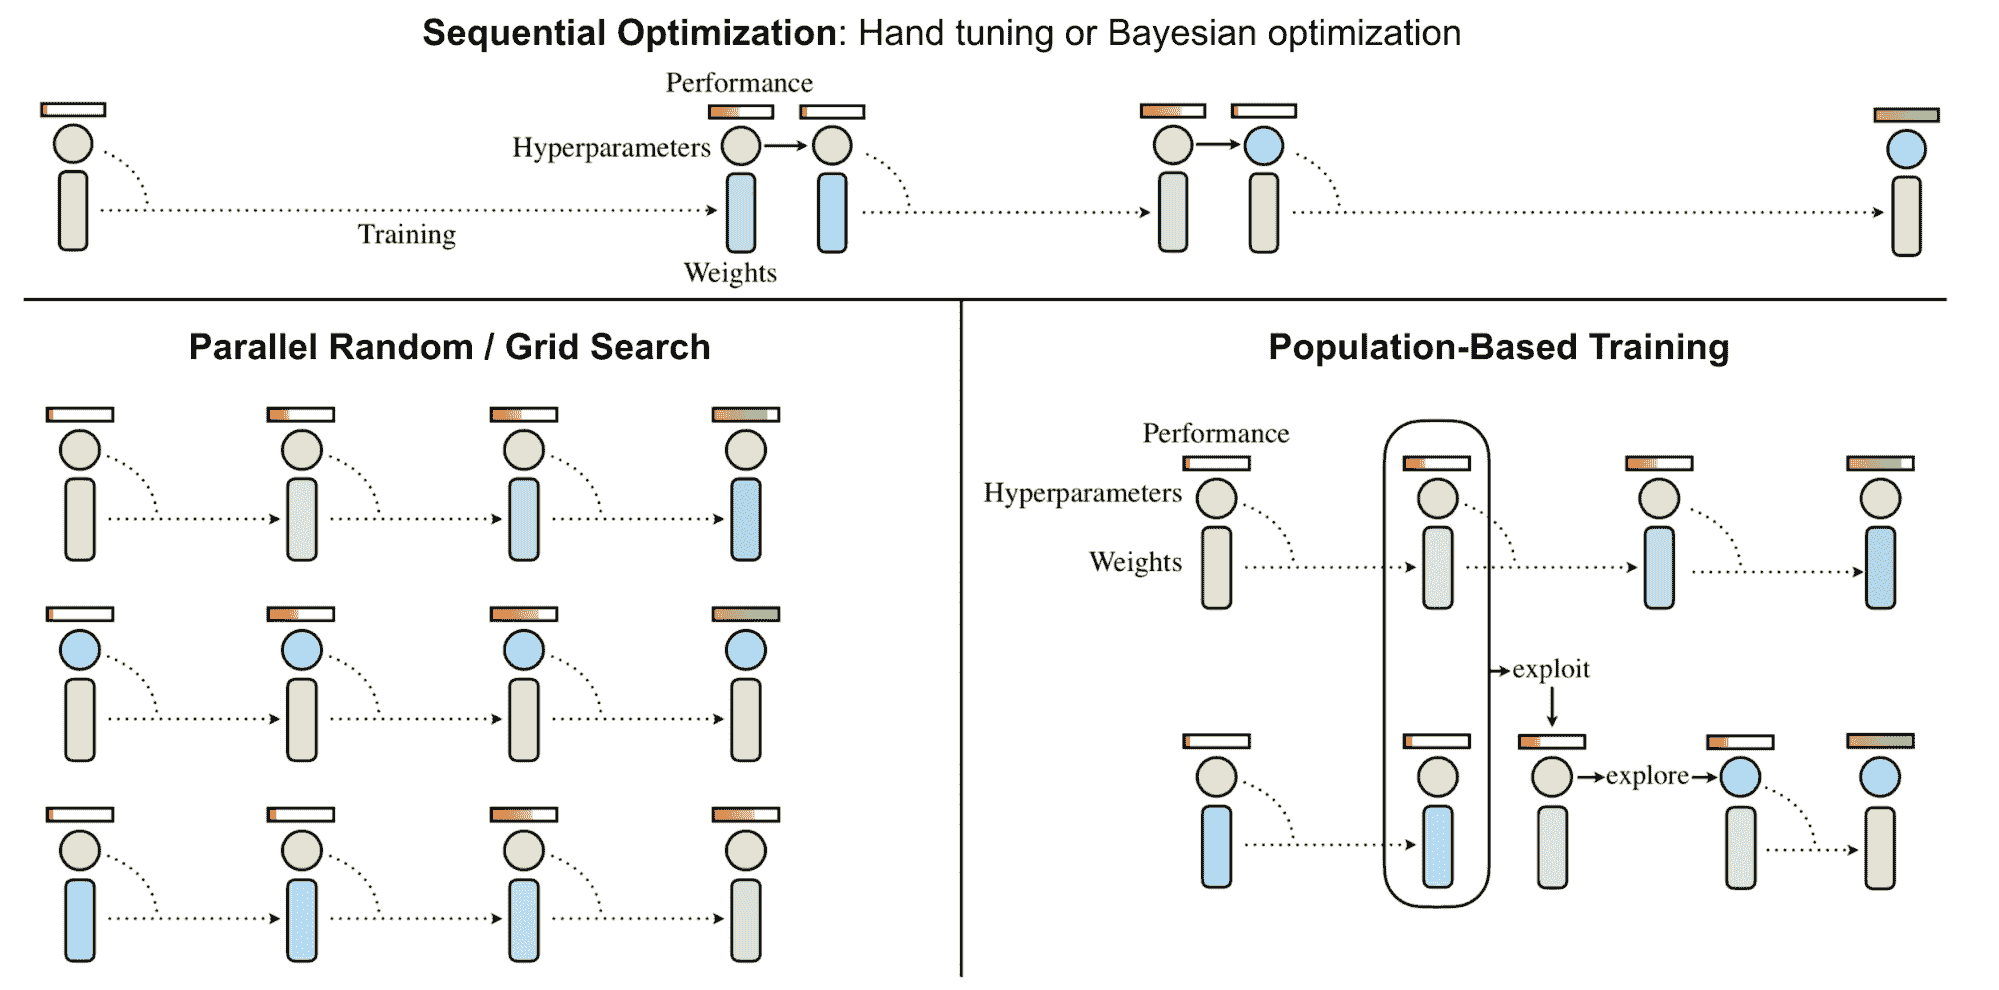 Sequential Optimization: Hand tuning or Bayesian optimization
Performance
Hyperparameters
Training
Weights
Parallel Random / Grid Search
Population-Based Training
Performance
Hyperparameters
Weights
exploit
explore